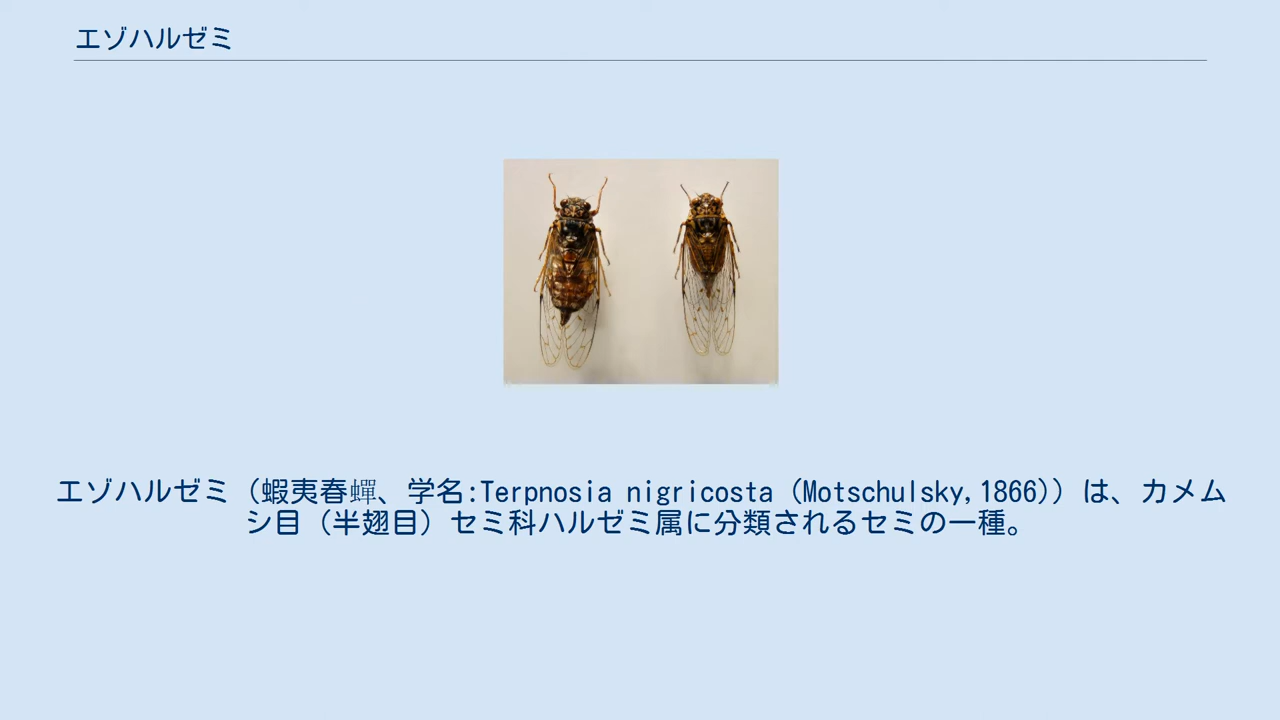 エゾハルゼミ
エゾハルゼミ（蝦夷春蟬、学名:Terpnosia nigricosta (Motschulsky,1866)）は、カメム
シ目（半翅目）セミ科ハルゼミ属に分類されるセミの一種。